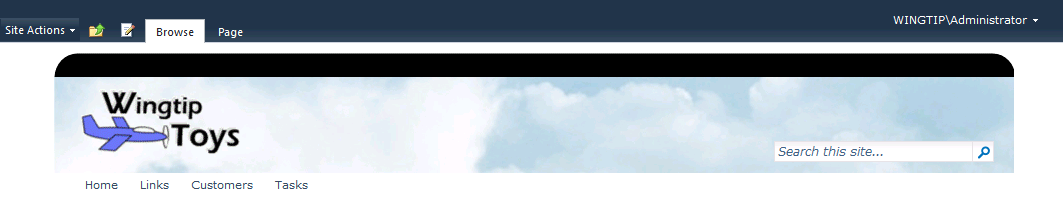 Site Actions Browse Page WINGTIP\Administrator
Wingtip
Toys
Search this site...
Home Links Customers Tasks